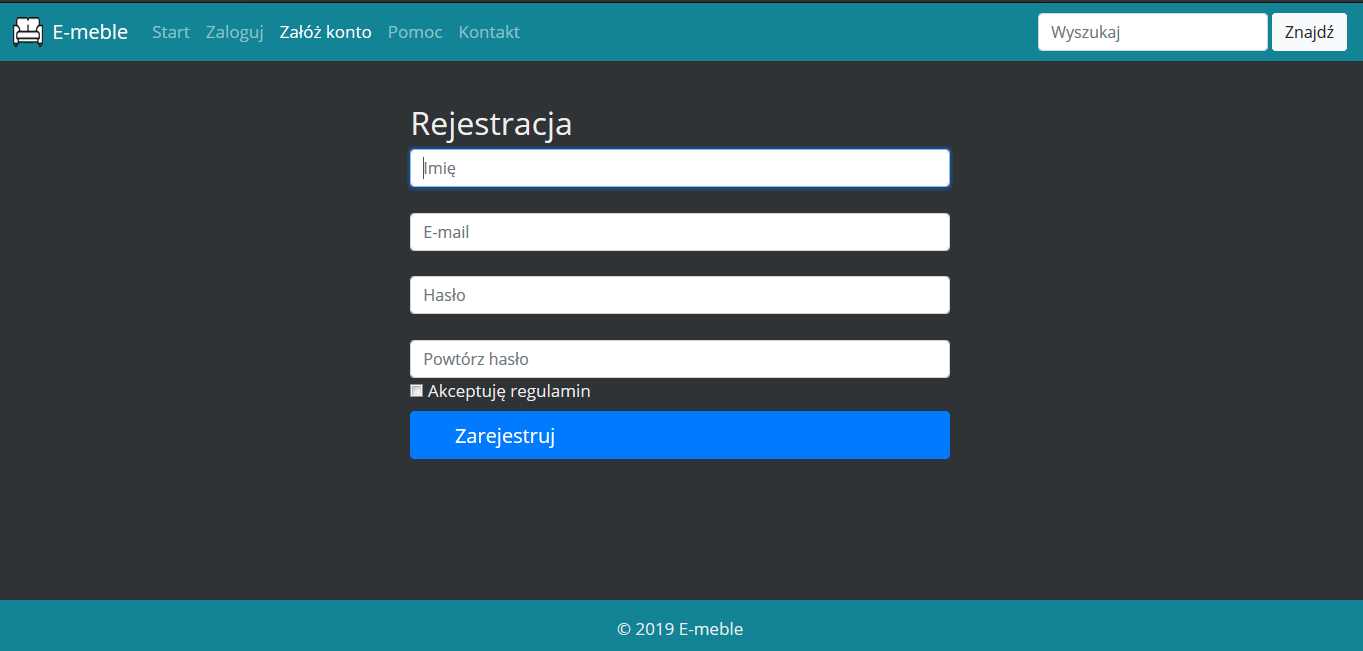 E-meble Start Zaloguj Załóż konto Pomoc Kontakt Wyszukaj Znajdź
Rejestracja
Imię
E-mail
Hasło
Powtórz hasło
Akceptuję regulamin
Zarejestruj
© 2019 E-meble